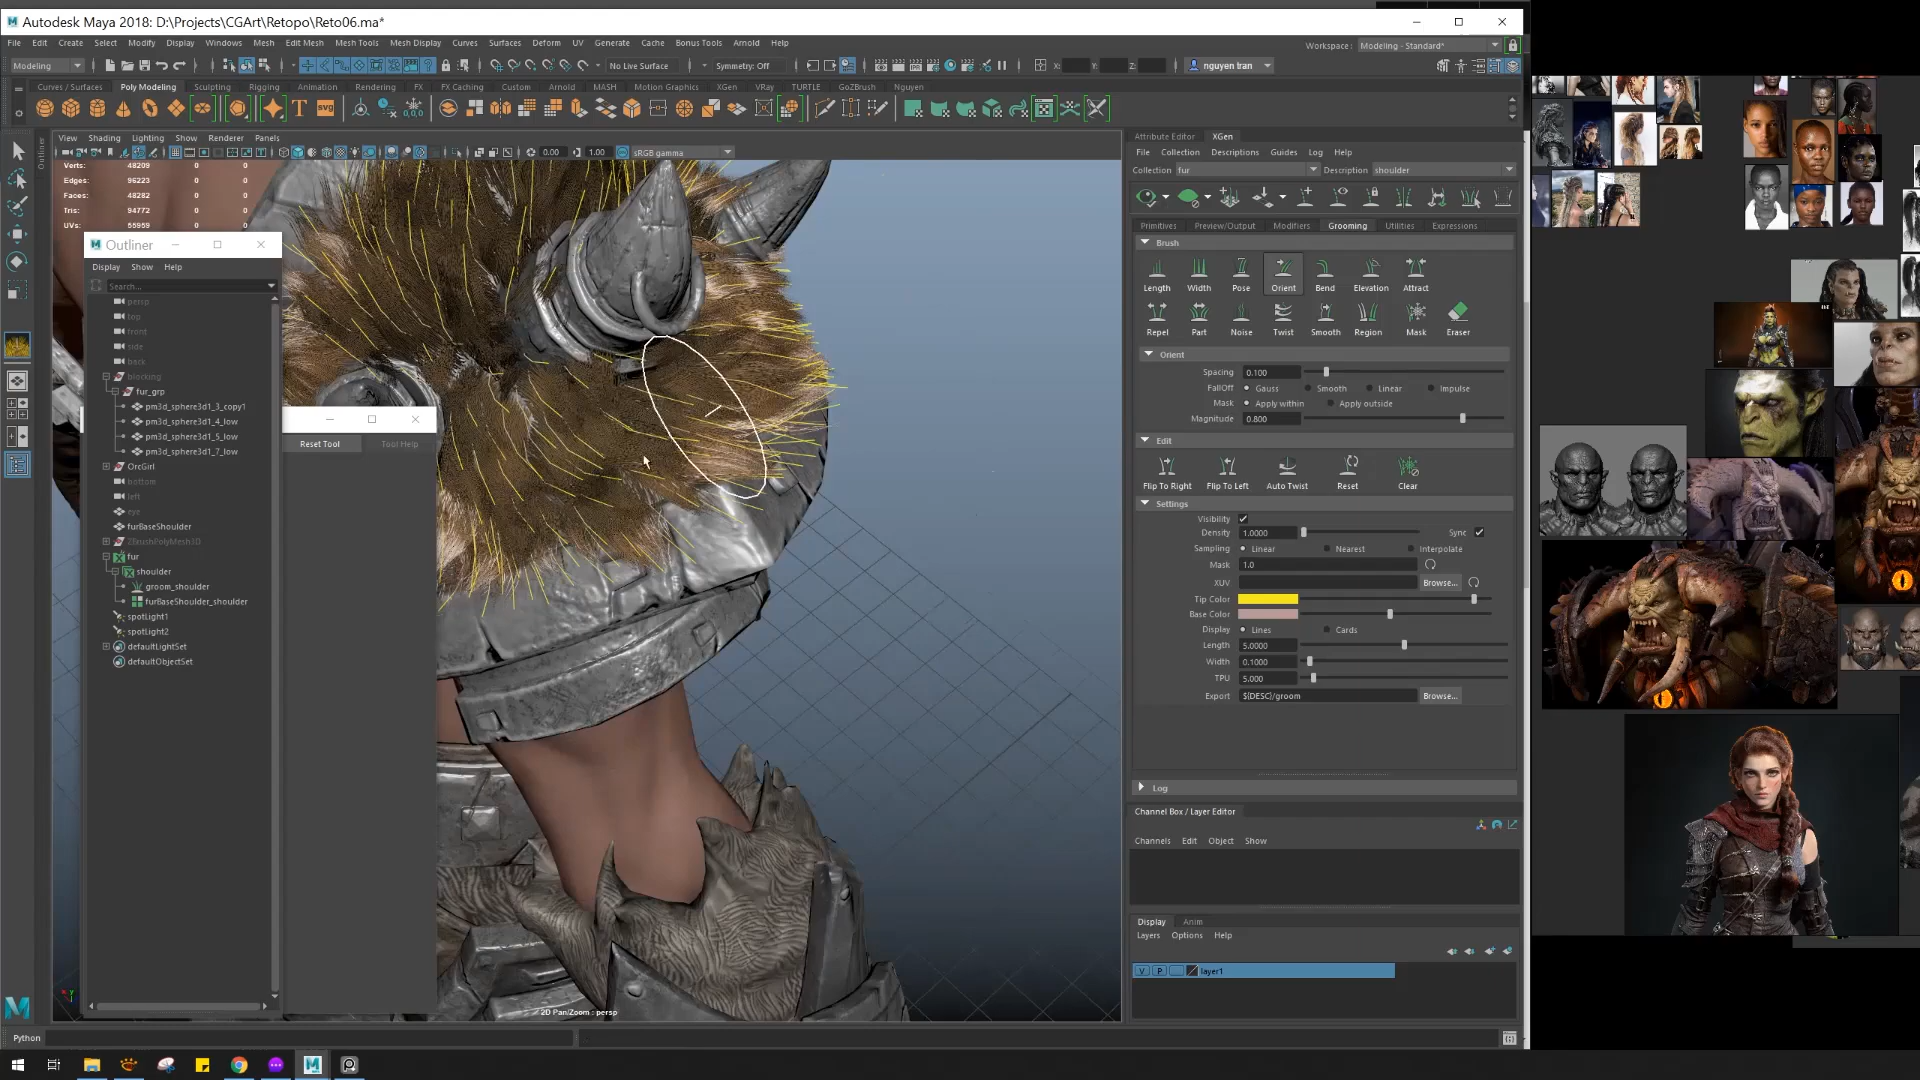 Autodesk Maya 2018: D:\Projects\CGArt\Retopo\Reto06.ma*
File Edit Create Select Modify Display Windows Mesh Edit Mesh Mesh Tools Mesh Display Curves Surfaces Deform UV Generate Cache Bonus Tools Arnold Help
Workspace: Modeling - Standard*
Modeling No Live Surface Symmetry: Off X: Y: Z: nguyen tran
Curves / Surfaces Poly Modeling Sculpting Rigging Animation Rendering FX FX Caching Custom Arnold MASH Motion Graphics XGen VRay TURTLE GoZBrush Nguyen
View Shading Lighting Show Renderer Panels
0.00 1.00 sRGB gamma
Outliner
Verts: 48209 0 0
Edges: 96223 0 0
Faces: 48282 0 0
Tris: 94772 0 0
UVs: 55959 0 0
Outliner
Display Show Help
Search...
persp
top
front
side
back
blocking
fur_grp
pm3d_sphere3d1_3_copy1
pm3d_sphere3d1_4_low
pm3d_sphere3d1_5_low
pm3d_sphere3d1_7_low
OrcGirl
bottom
left
eye
furBaseShoulder
ZBrushPolyMesh3D
fur
shoulder
groom_shoulder
furBaseShoulder_shoulder
spotLight1
spotLight2
defaultLightSet
defaultObjectSet
Reset Tool Tool Help
2D Pan/Zoom : persp
Attribute Editor XGen
File Collection Descriptions Guides Log Help
Collection fur Description shoulder
Primitives Preview/Output Modifiers Grooming Utilities Expressions
Brush
Length Width Pose Orient Bend Elevation Attract
Repel Part Noise Twist Smooth Region Mask Eraser
Orient
Spacing 0.100
FallOff Gauss Smooth Linear Impulse
Mask Apply within Apply outside
Magnitude 0.800
Edit
Flip To Right Flip To Left Auto Twist Reset Clear
Settings
Visibility
Density 1.0000 Sync
Sampling Linear Nearest Interpolate
Mask 1.0
XUV Browse...
Tip Color
Base Color
Display Lines Cards
Length 5.0000
Width 0.1000
TPU 5.000
Export ${DESC}/groom Browse...
Log
Channel Box / Layer Editor
Channels Edit Object Show
Display Anim
Layers Options Help
V P layer1
Python